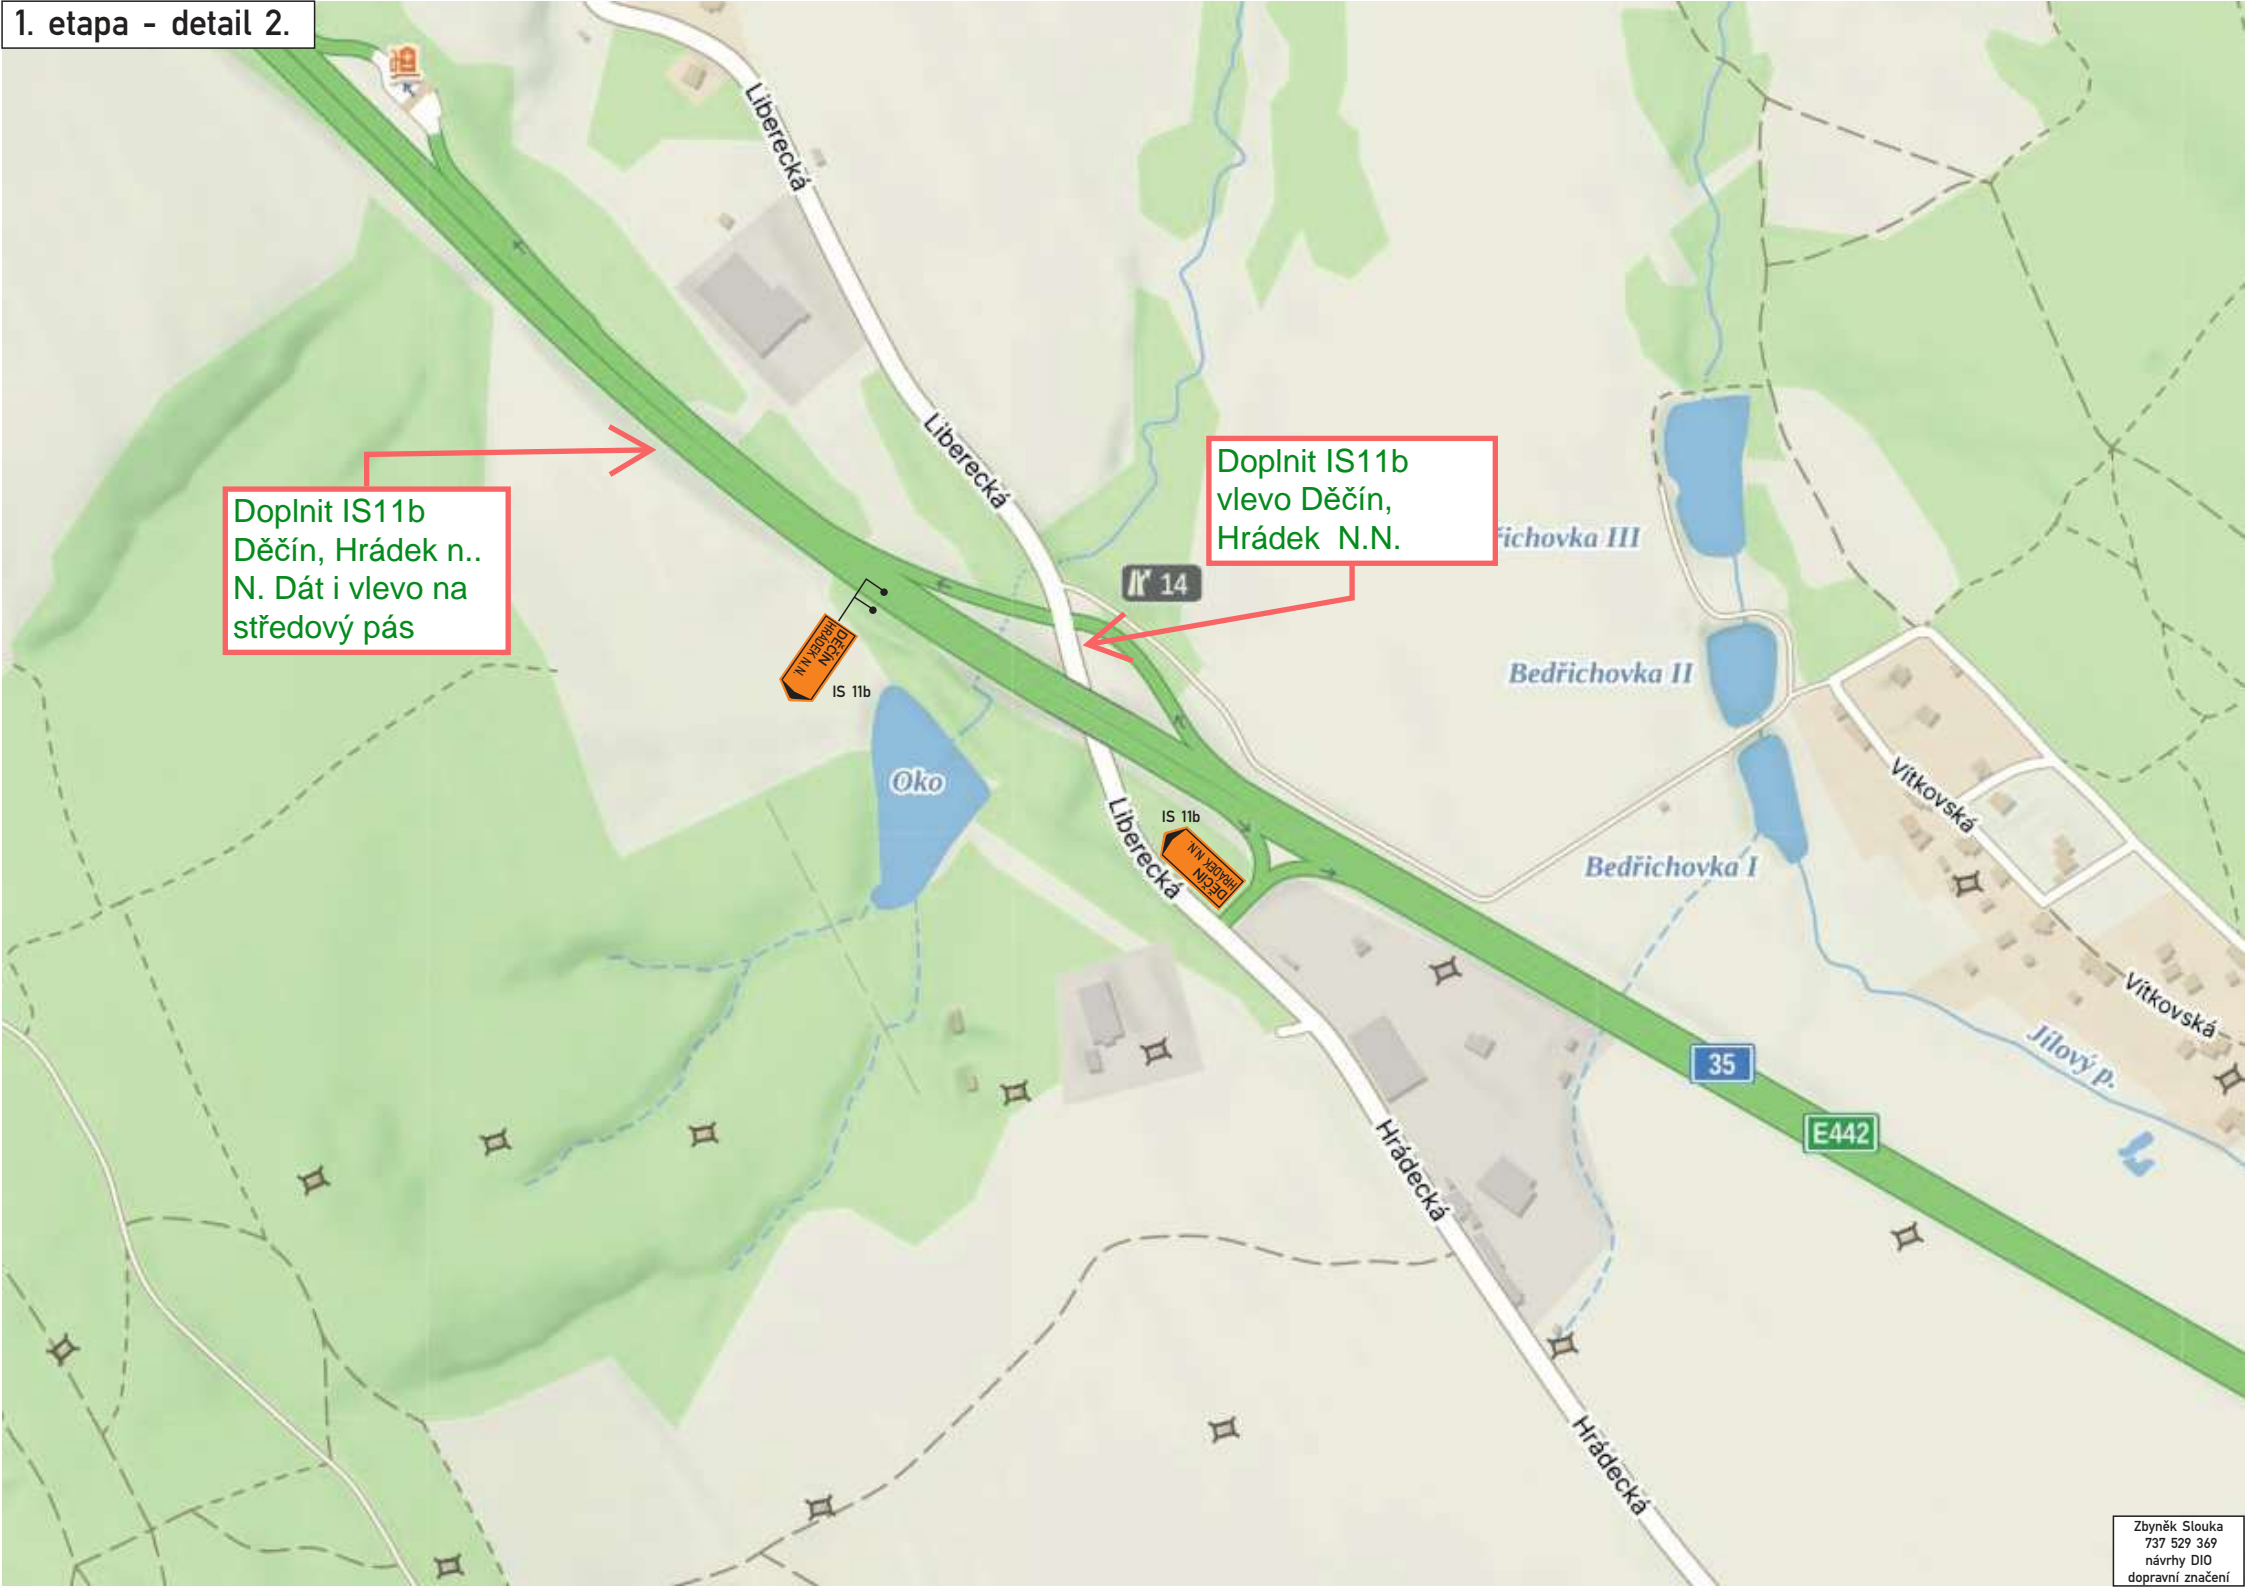 1. etapa - detail 2.
Liberecká
Liberecká
Doplnit IS11b
Děčín, Hrádek n..
N. Dát i vlevo na
středový pás
Doplnit IS11b
vlevo Děčín,
Hrádek N.N.
řichovka III
14
DĚČÍN
HRÁDEK N.N.
IS 11b
Bedřichovka II
Oko
Vítkovská
IS 11b
DĚČÍN
HRÁDEK N.N
Liberecká
Bedřichovka I
Vítkovská
Jílový p.
35
E442
Hrádecká
Hrádecká
Zbyněk Slouka
737 529 369
návrhy DIO
dopravní značení